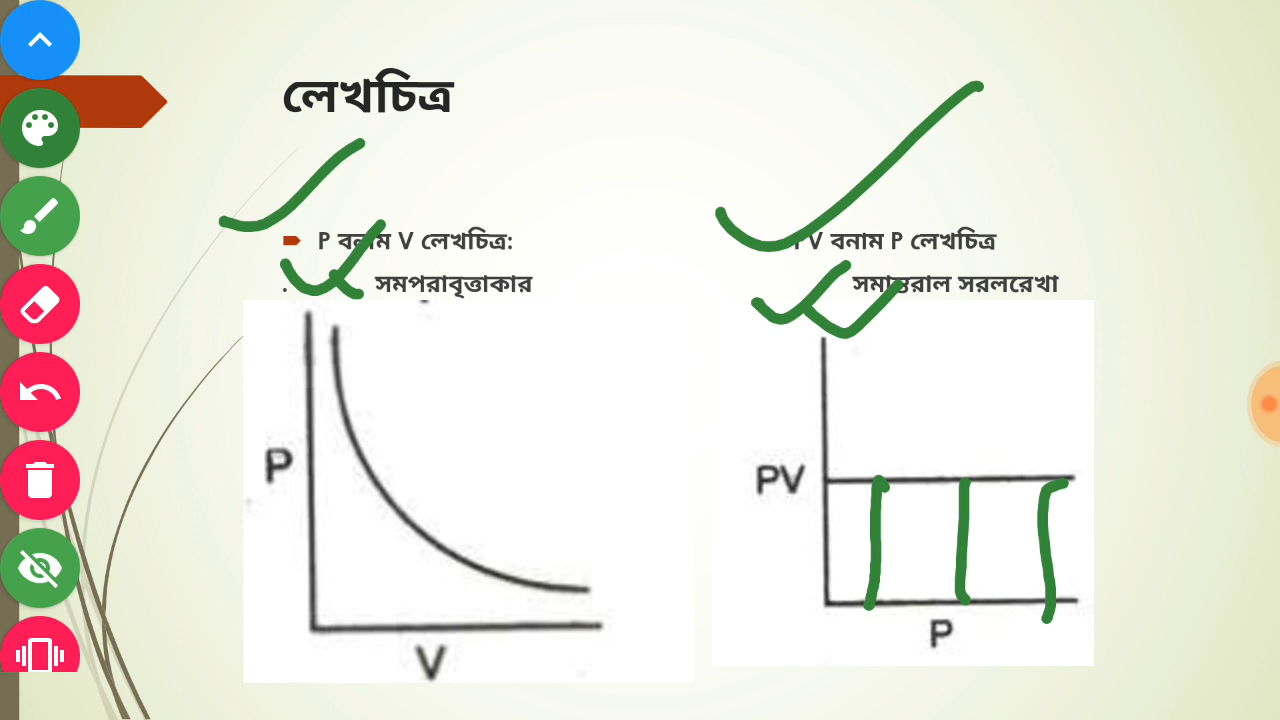 লেখচিত্র
P বনাম V লেখচিত্র:
. সমপরাবৃত্তাকার
P
V
PV বনাম P লেখচিত্র
সমান্তরাল সরলরেখা
PV
P